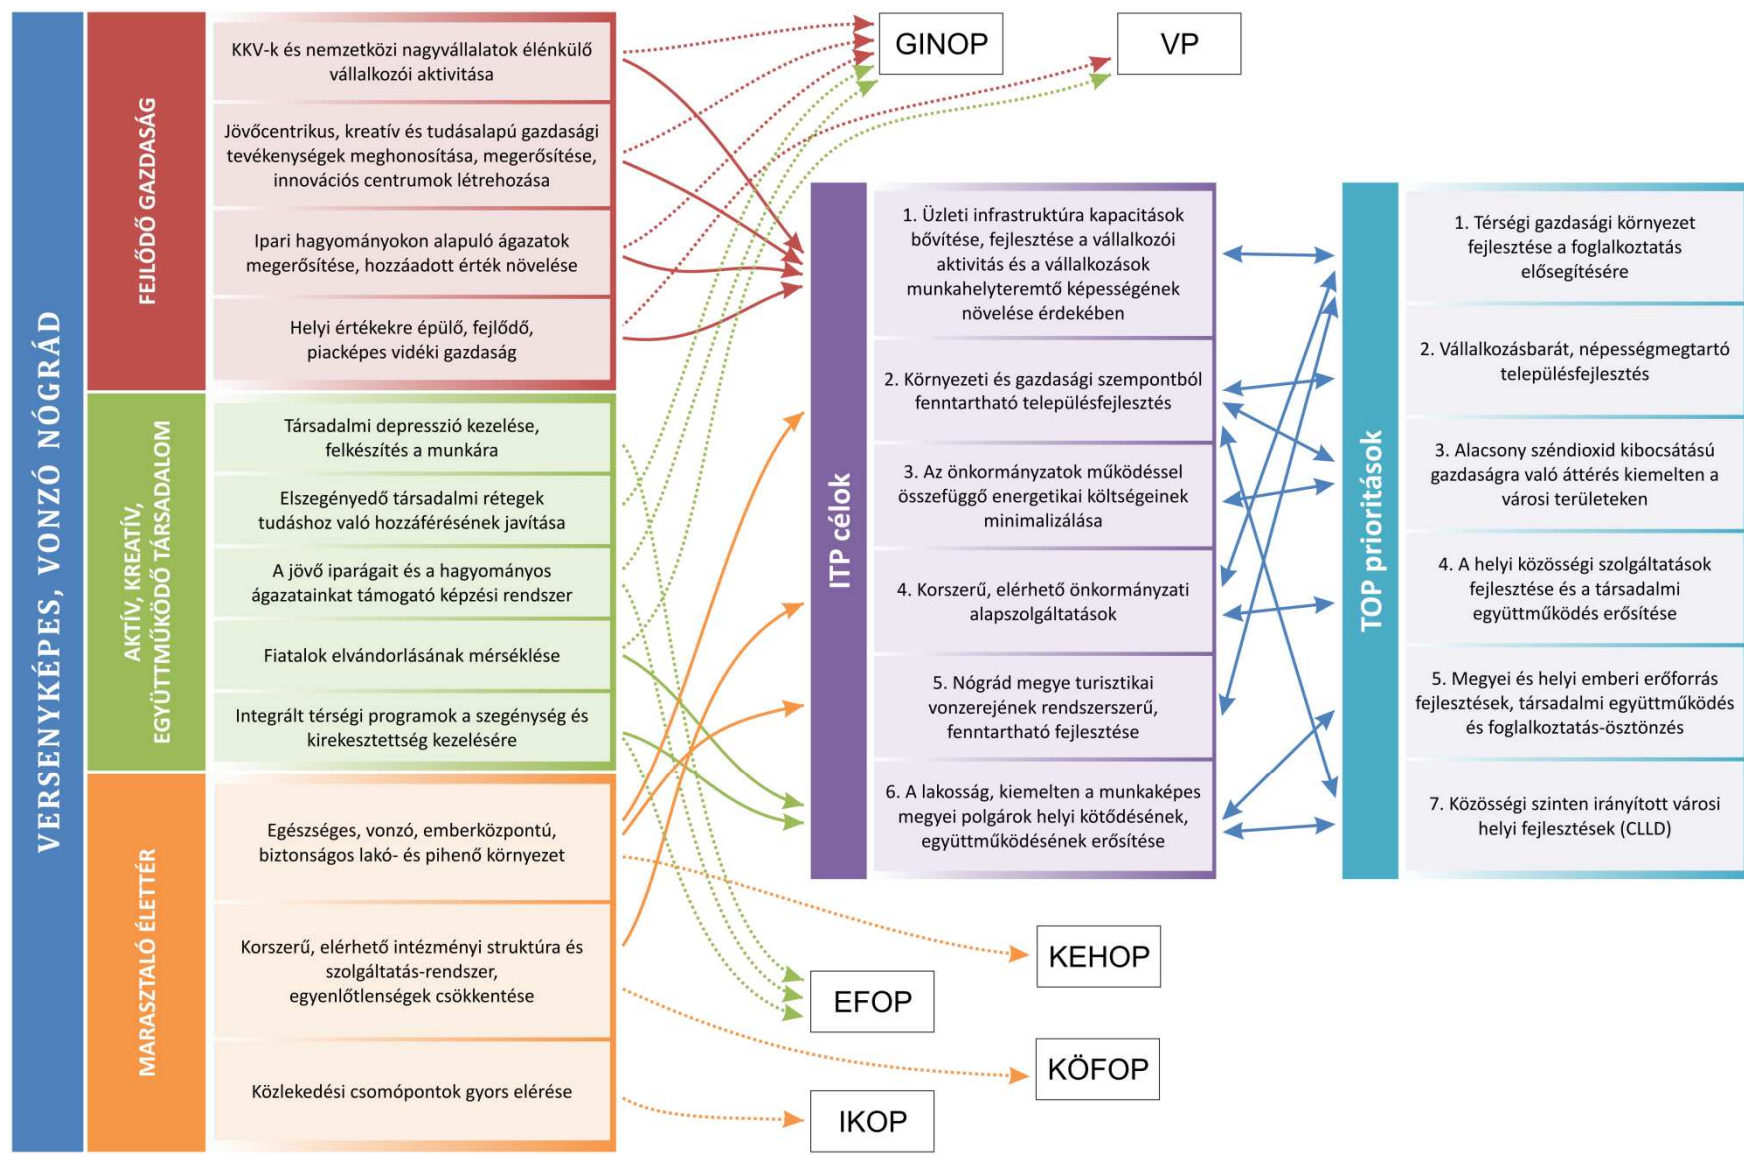 VERSENYKÉPES, VONZÓ NÓGRÁD
FEJLŐDŐ GAZDASÁG
KKV-k és nemzetközi nagyvállalatok élénkülő
vállalkozói aktivitása
Jövőcentrikus, kreatív és tudásalapú gazdasági
tevékenységek meghonosítása, megerősítése,
innovációs centrumok létrehozása
Ipari hagyományokon alapuló ágazatok
megerősítése, hozzáadott érték növelése
Helyi értékekre épülő, fejlődő,
piacképes vidéki gazdaság
AKTÍV, KREATÍV,
EGYÜTTMŰKÖDŐ TÁRSADALOM
Társadalmi depresszió kezelése,
felkészítés a munkára
Elszegényedő társadalmi rétegek
tudáshoz való hozzáférésének javítása
A jövő iparágait és a hagyományos
ágazatainkat támogató képzési rendszer
Fiatalok elvándorlásának mérséklése
Integrált térségi programok a szegénység és
kirekesztettség kezelésére
MARASZTALÓ ÉLETTÉR
Egészséges, vonzó, emberközpontú,
biztonságos lakó- és pihenő környezet
Korszerű, elérhető intézményi struktúra és
szolgáltatás-rendszer,
egyenlőtlenségek csökkentése
Közlekedési csomópontok gyors elérése
GINOP
VP
ITP célok
1. Üzleti infrastruktúra kapacitások
bővítése, fejlesztése a vállalkozói
aktivitás és a vállalkozások
munkahelyteremtő képességének
növelése érdekében
2. Környezeti és gazdasági szempontból
fenntartható településfejlesztés
3. Az önkormányzatok működéssel
összefüggő energetikai költségeinek
minimalizálása
4. Korszerű, elérhető önkormányzati
alapszolgáltatások
5. Nógrád megye turisztikai
vonzerejének rendszerszerű,
fenntartható fejlesztése
6. A lakosság, kiemelten a munkaképes
megyei polgárok helyi kötődésének,
együttműködésének erősítése
TOP prioritások
1. Térségi gazdasági környezet
fejlesztése a foglalkoztatás
elősegítésére
2. Vállalkozásbarát, népességmegtartó
településfejlesztés
3. Alacsony széndioxid kibocsátású
gazdaságra való áttérés kiemelten a
városi területeken
4. A helyi közösségi szolgáltatások
fejlesztése és a társadalmi
együttműködés erősítése
5. Megyei és helyi emberi erőforrás
fejlesztések, társadalmi együttműködés
és foglalkoztatás-ösztönzés
7. Közösségi szinten irányított városi
helyi fejlesztések (CLLD)
KEHOP
EFOP
KÖFOP
IKOP